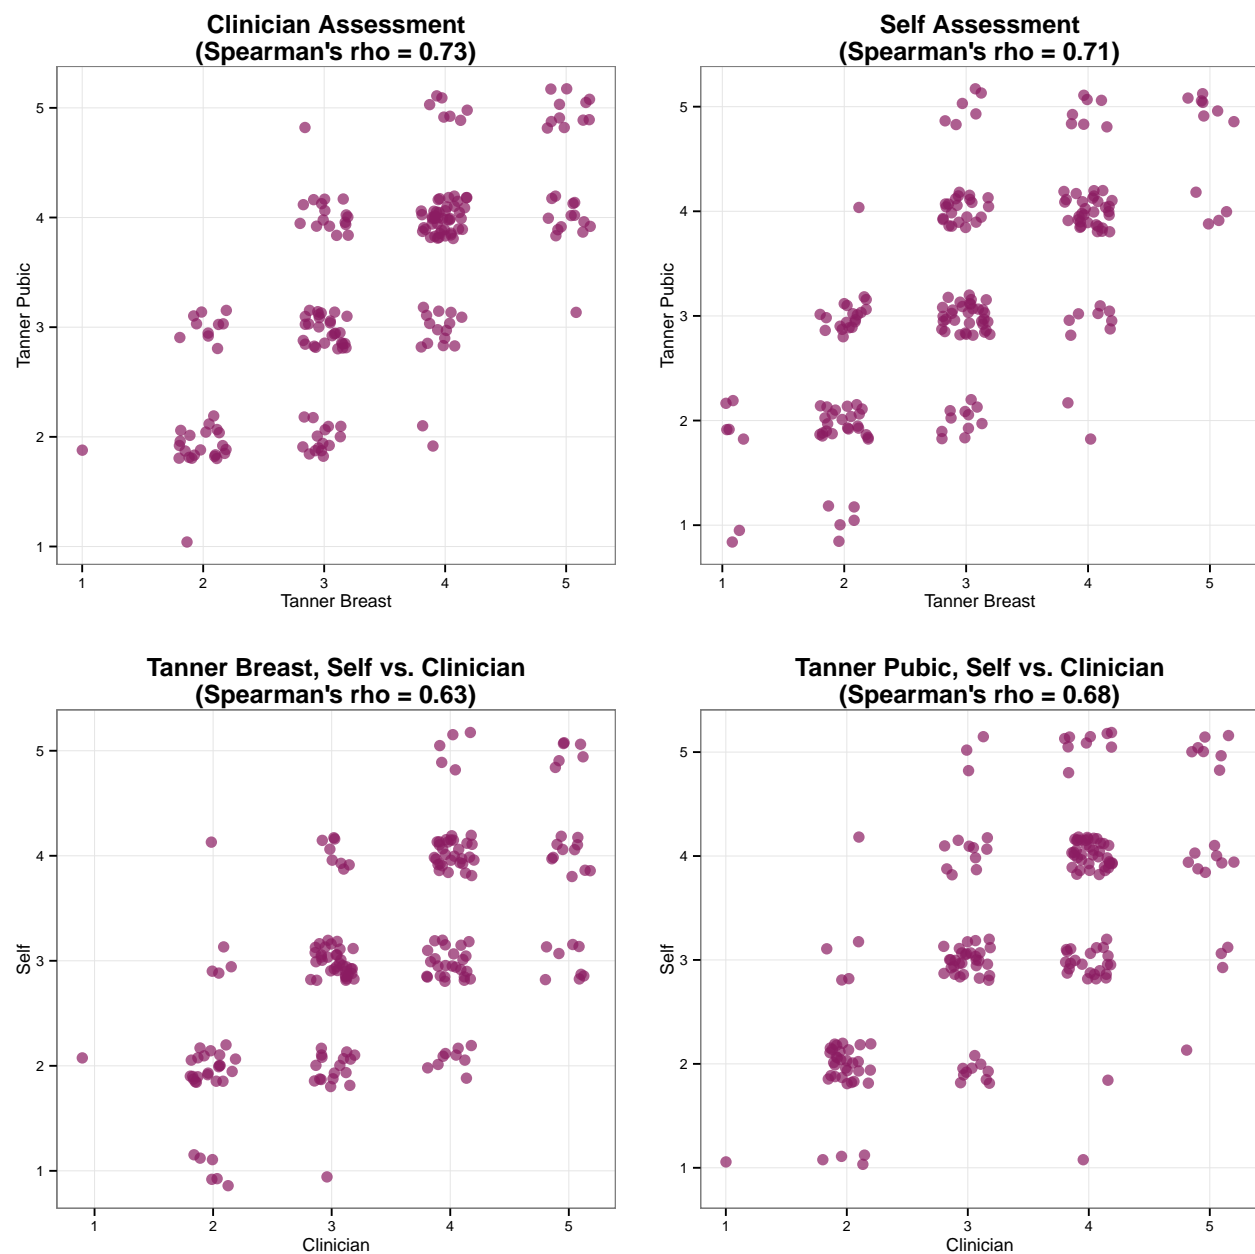 Clinician Assessment
(Spearman's rho = 0.73)
Tanner Pubic
5
4
3
2
1
1 2 3 4 5
Tanner Breast
Self Assessment
(Spearman's rho = 0.71)
Tanner Pubic
5
4
3
2
1
1 2 3 4 5
Tanner Breast
Tanner Breast, Self vs. Clinician
(Spearman's rho = 0.63)
Self
5
4
3
2
1
1 2 3 4 5
Clinician
Tanner Pubic, Self vs. Clinician
(Spearman's rho = 0.68)
Self
5
4
3
2
1
1 2 3 4 5
Clinician